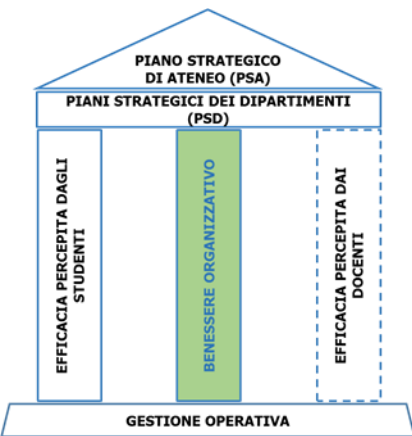 PIANO STRATEGICO
DI ATENEO (PSA)
PIANI STRATEGICI DEI DIPARTIMENTI
(PSD)
EFFICACIA PERCEPITA DAGLI
STUDENTI
BENESSERE ORGANIZZATIVO
EFFICACIA PERCEPITA DAI
DOCENTI
GESTIONE OPERATIVA